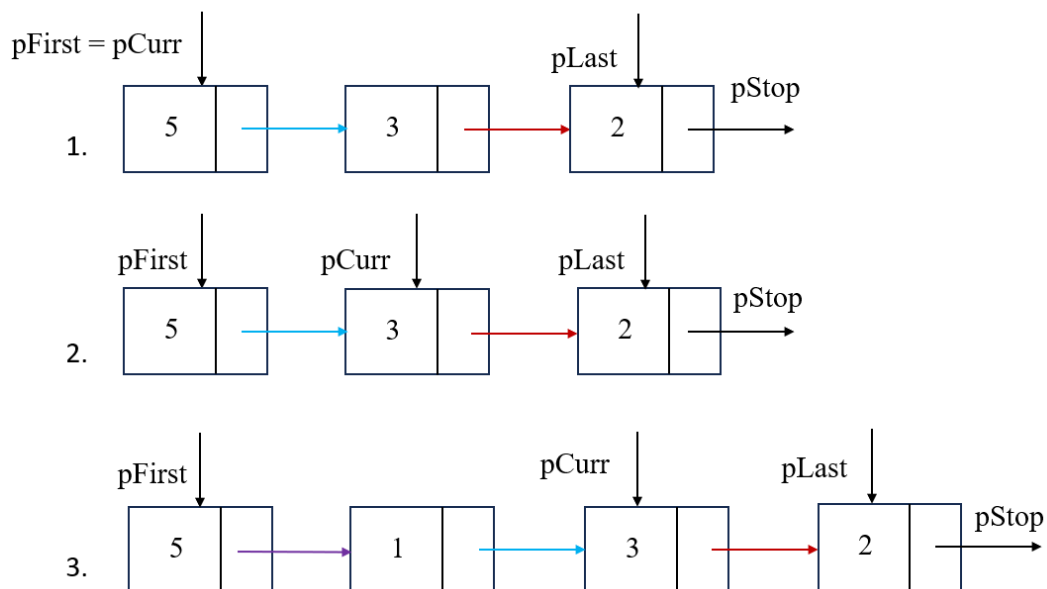 pFirst = pCurr
pLast
pStop
1.
5
3
2
pFirst
pCurr
pLast
pStop
2.
5
3
2
pFirst
pCurr
pLast
pStop
3.
5
1
3
2